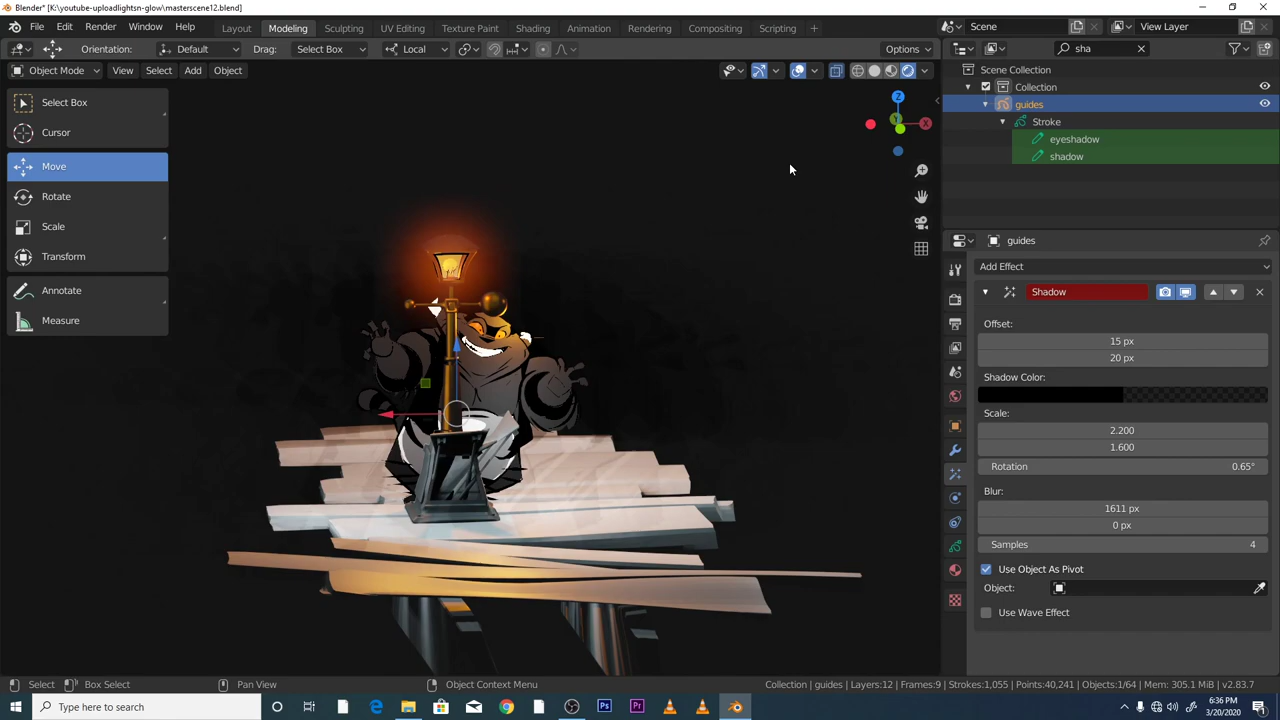 Blender* [K:\youtube-uploadlightsn-glow\masterscene12.blend]
File Edit Render Window Help Layout Modeling Sculpting UV Editing Texture Paint Shading Animation Rendering Compositing Scripting Scene View Layer
Orientation: Default Drag: Select Box Local Options sha
Object Mode View Select Add Object
Scene Collection
Collection
guides
Stroke
eyeshadow
shadow
Select Box
Cursor
Move
Rotate
Scale
Transform
Annotate
Measure
Z
X
Y
guides
Add Effect
Shadow
Offset:
15 px
20 px
Shadow Color:
Scale:
2.200
1.600
Rotation 0.65°
Blur:
1611 px
0 px
Samples 4
Use Object As Pivot
Object:
Use Wave Effect
Select Box Select Pan View Object Context Menu Collection | guides | Layers:12 | Frames:9 | Strokes:1,055 | Points:40,241 | Objects:1/64 | Mem: 305.1 MiB | v2.83.7
Type here to search
6:36 PM
3/20/2020